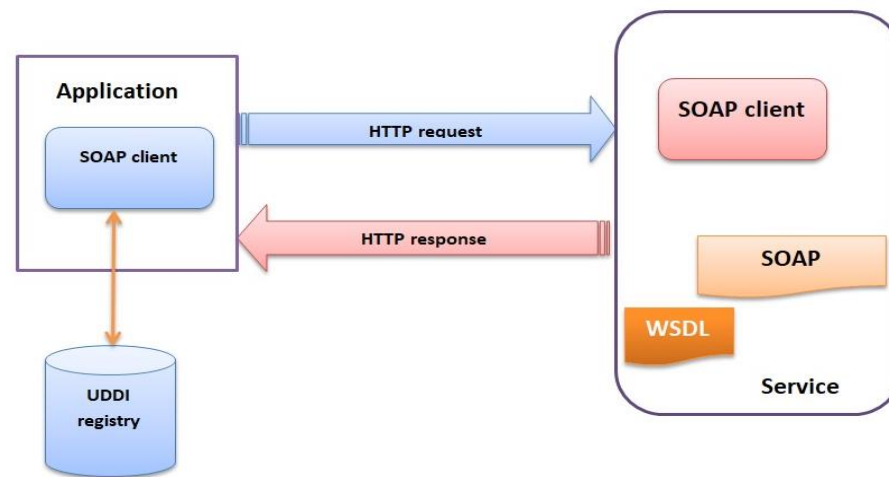 Application
SOAP client
HTTP request
SOAP client
HTTP response
SOAP
WSDL
Service
UDDI
registry